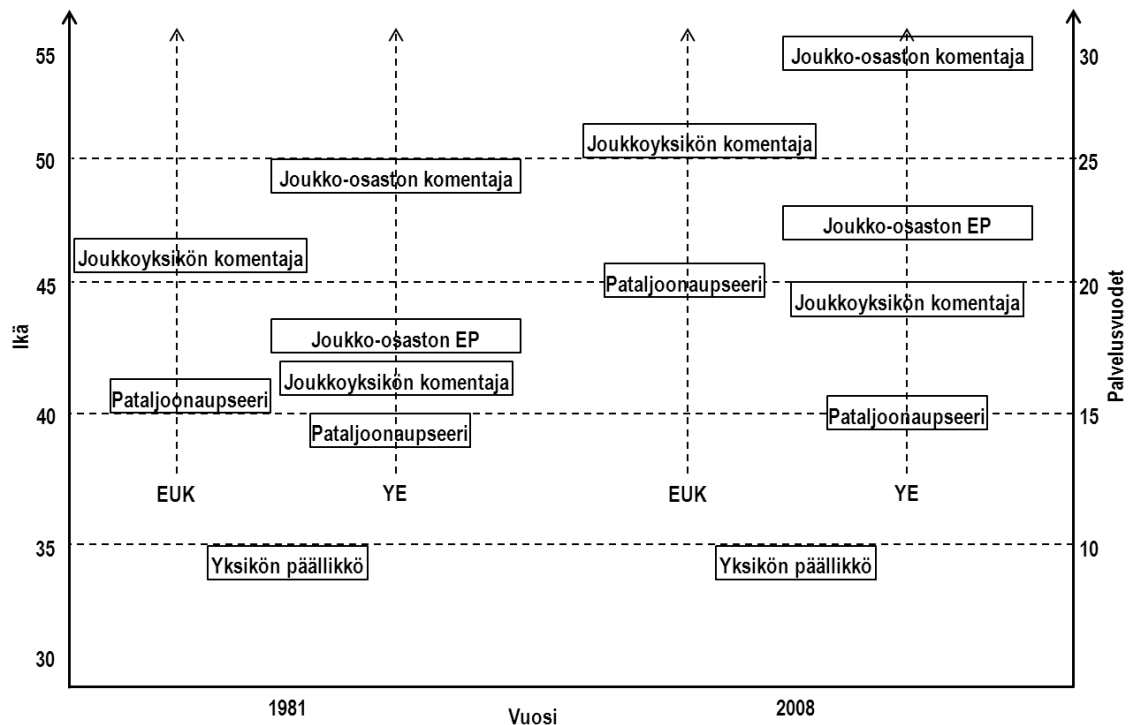 55
30
Joukko-osaston komentaja
Joukkoyksikön komentaja
50
25
Joukko-osaston komentaja
Joukko-osaston EP
Joukkoyksikön komentaja
45
Pataljoonaupseeri
20
Joukkoyksikön komentaja
Ikä
Joukko-osaston EP
Palvelusvuodet
Joukkoyksikön komentaja
Pataljoonaupseeri
40
15
Pataljoonaupseeri
Pataljoonaupseeri
EUK
YE
EUK
YE
35
10
Yksikön päällikkö
Yksikön päällikkö
30
1981
2008
Vuosi